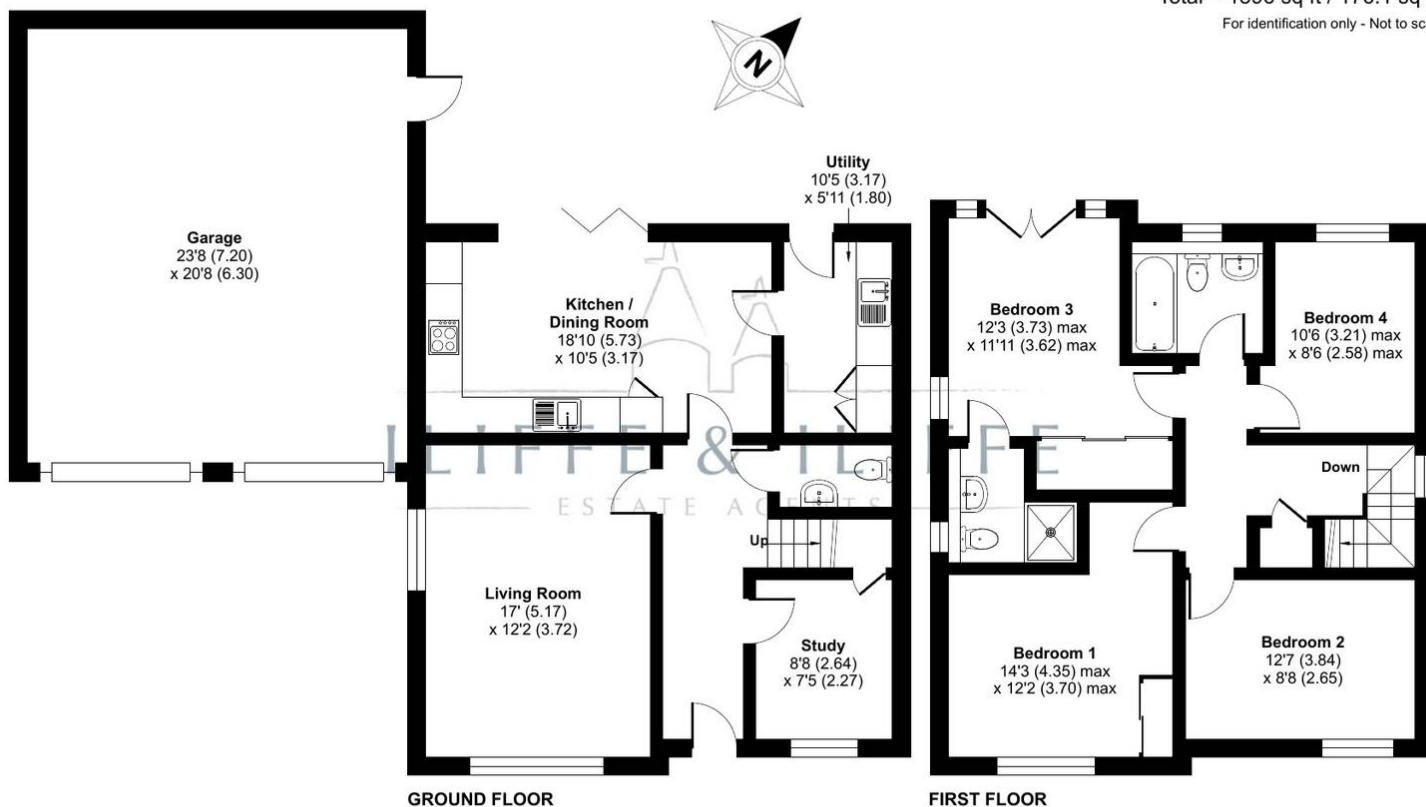 For identification only - Not to sc
N
Utility
10'5 (3.17)
x 5'11 (1.80)
Garage
23'8 (7.20)
x 20'8 (6.30)
Kitchen /
Dining Room
18'10 (5.73)
x 10'5 (3.17)
Bedroom 3
12'3 (3.73) max
x 11'11 (3.62) max
Bedroom 4
10'6 (3.21) max
x 8'6 (2.58) max
ILIFFE & ILIFFE
ESTATE AGENTS
Down
Up
Living Room
17' (5.17)
x 12'2 (3.72)
Study
8'8 (2.64)
x 7'5 (2.27)
Bedroom 1
14'3 (4.35) max
x 12'2 (3.70) max
Bedroom 2
12'7 (3.84)
x 8'8 (2.65)
GROUND FLOOR
FIRST FLOOR